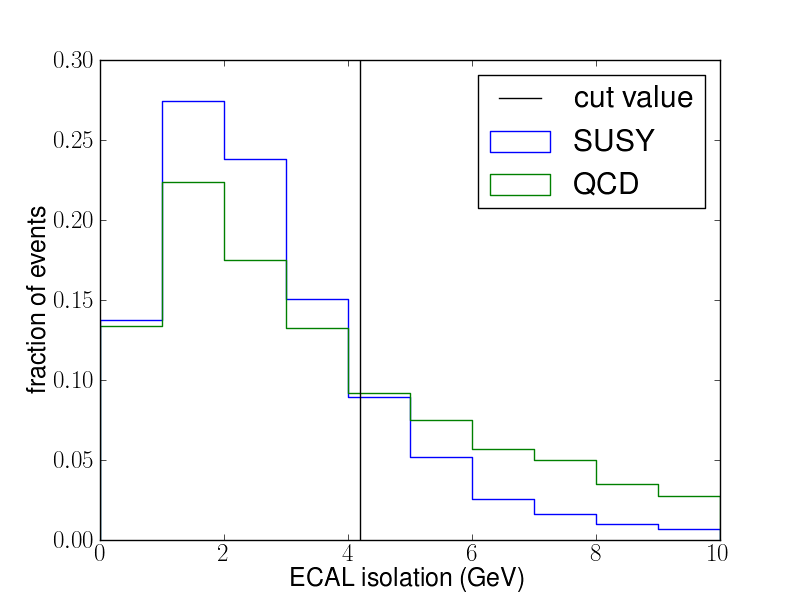 0.30
0.25
0.20
0.15
0.10
0.05
0.00
fraction of events
cut value
SUSY
QCD
0 2 4 6 8 10
ECAL isolation (GeV)